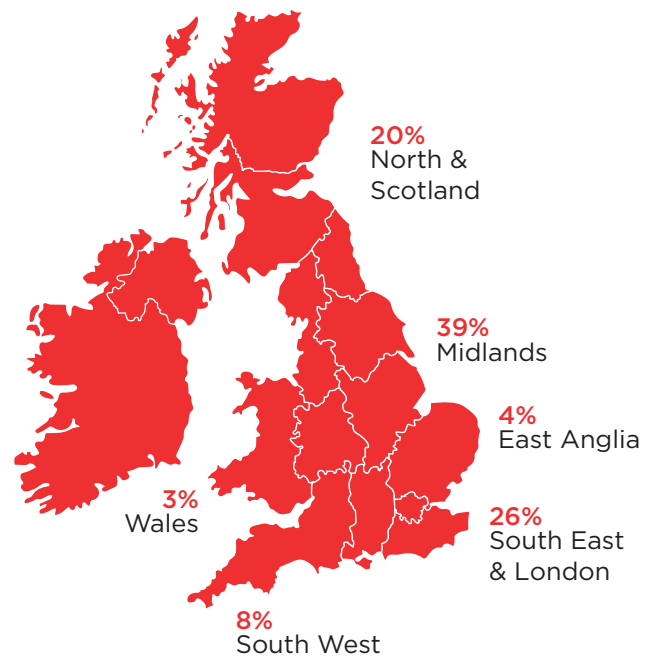 20%
North &
Scotland
39%
Midlands
4%
East Anglia
3%
Wales
26%
South East
& London
8%
South West